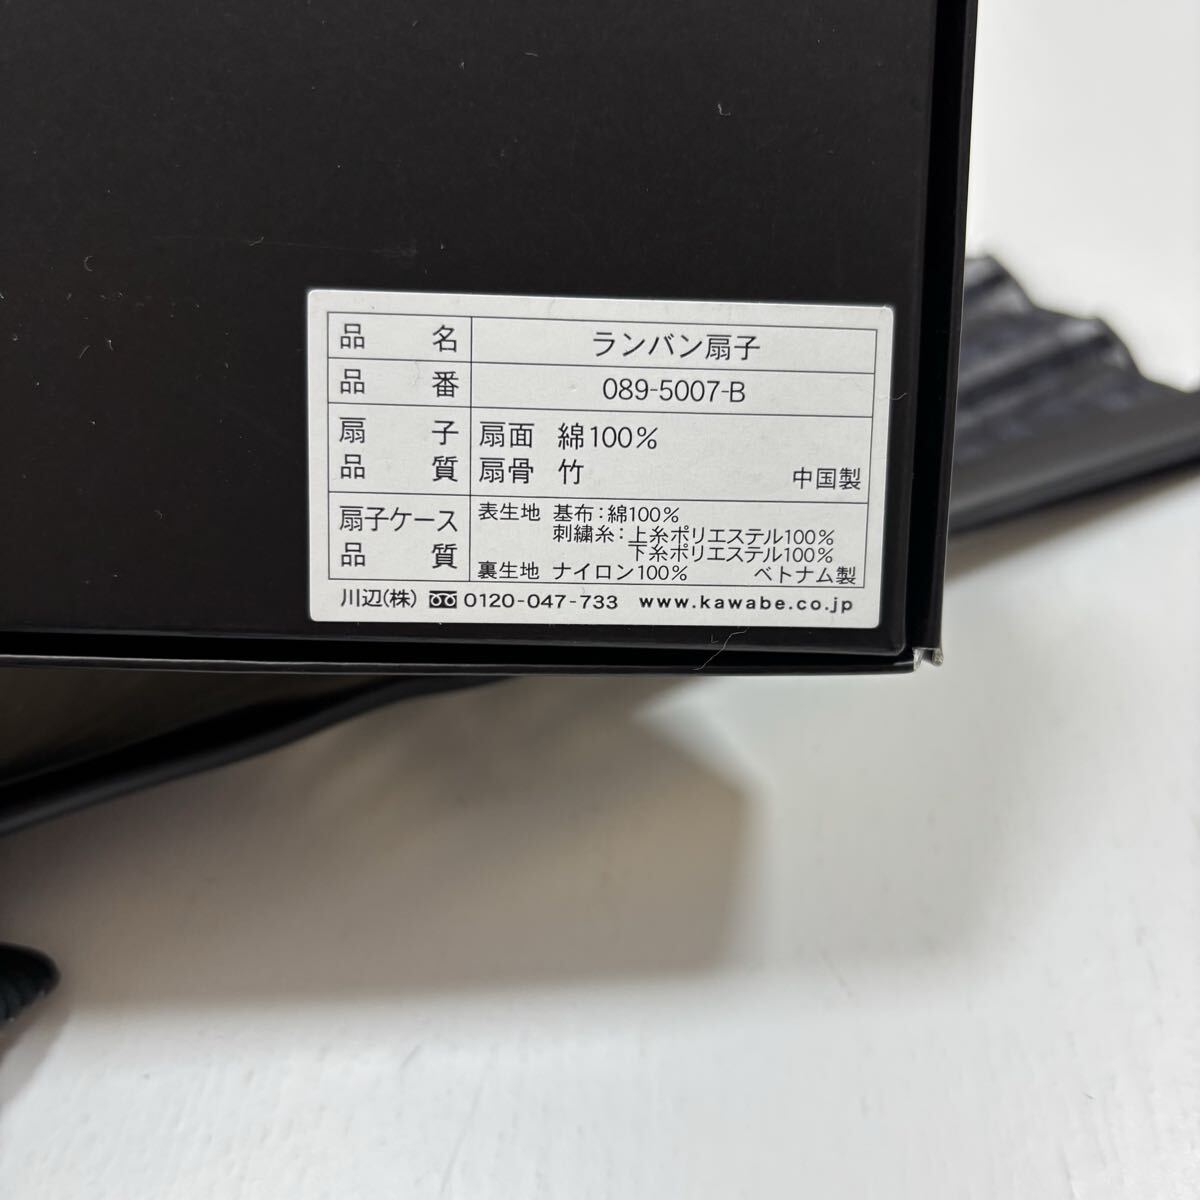 品名 ランバン扇子
品番 089-5007-B
扇子 扇面 綿100%
品質 扇骨 竹 中国製
扇子ケース 表生地 基布：綿100%
刺繍糸：上糸ポリエステル100%
品質 下糸ポリエステル100%
裏生地 ナイロン100% ベトナム製
川辺(株) 0120-047-733 www.kawabe.co.jp